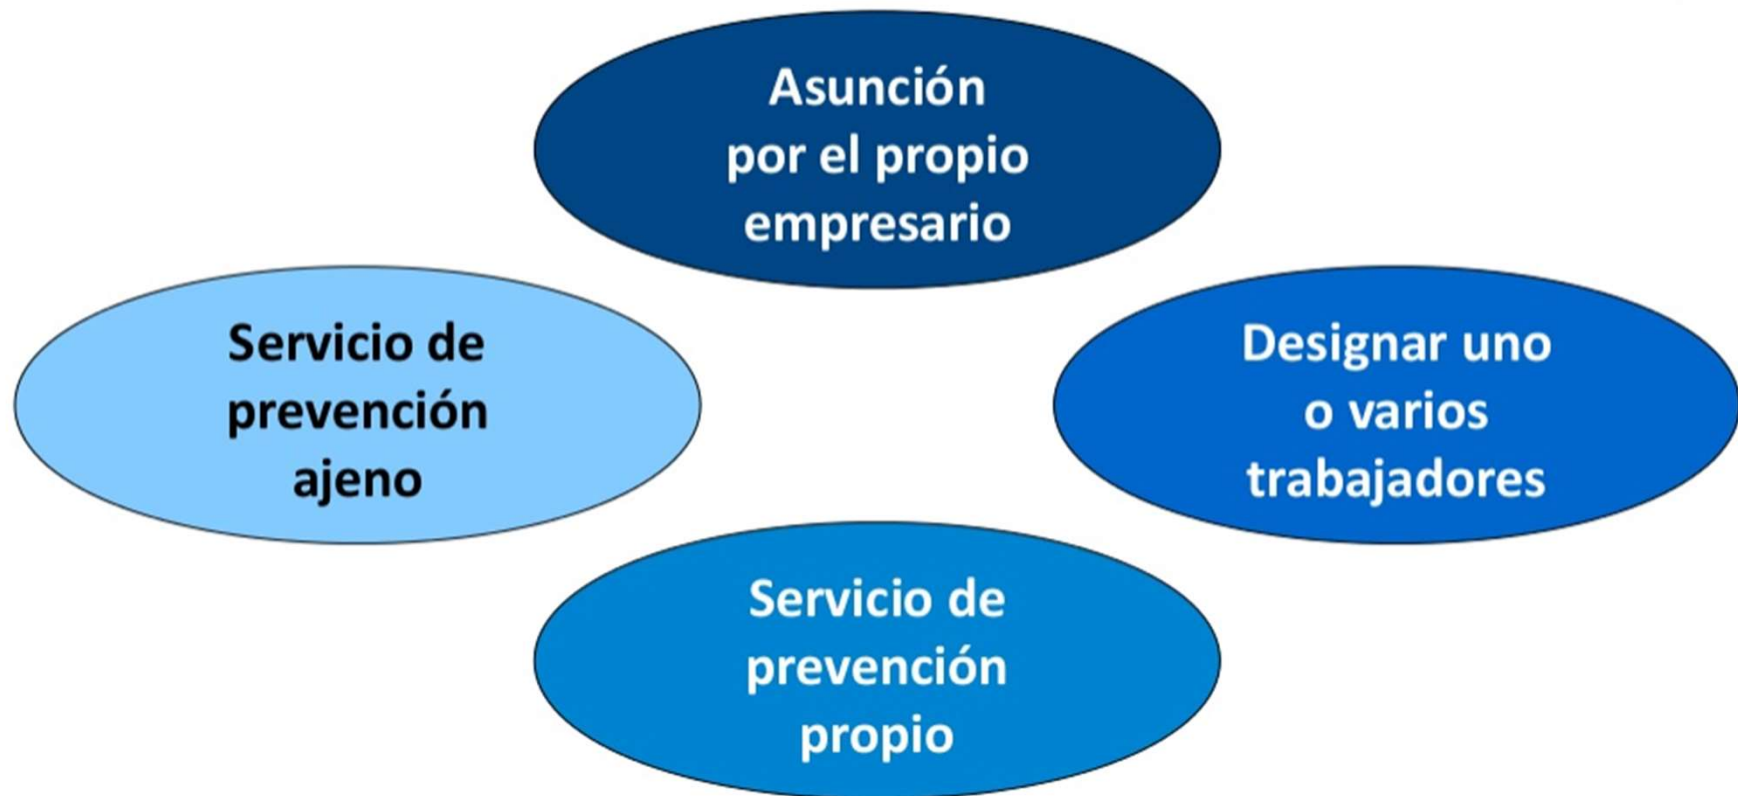 Asunción
por el propio
empresario
Servicio de
prevención
ajeno
Designar uno
o varios
trabajadores
Servicio de
prevención
propio